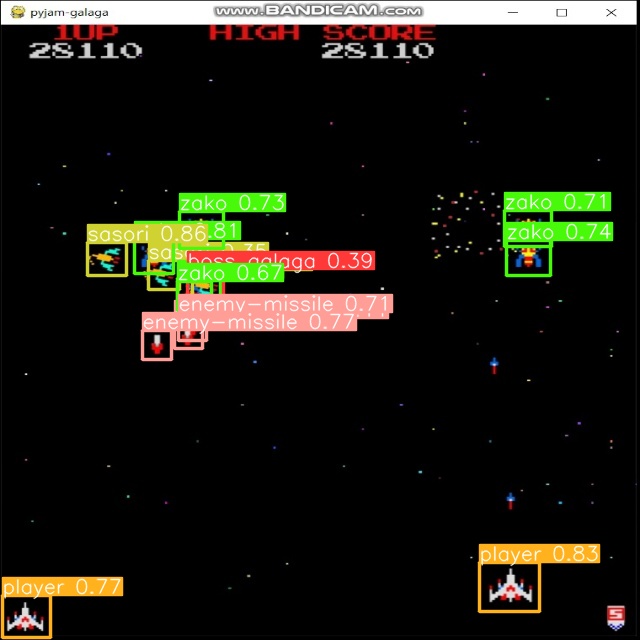 pyjam-galaga
www.BANDICAM.com
1UP HIGH SCORE
28110 28110
zako 0.73
zako 0.71
.81
sasori 0.86
zako 0.74
boss_galaga 0.39
zako 0.67
enemy-missile 0.71
enemy-missile 0.77
player 0.83
player 0.77
S